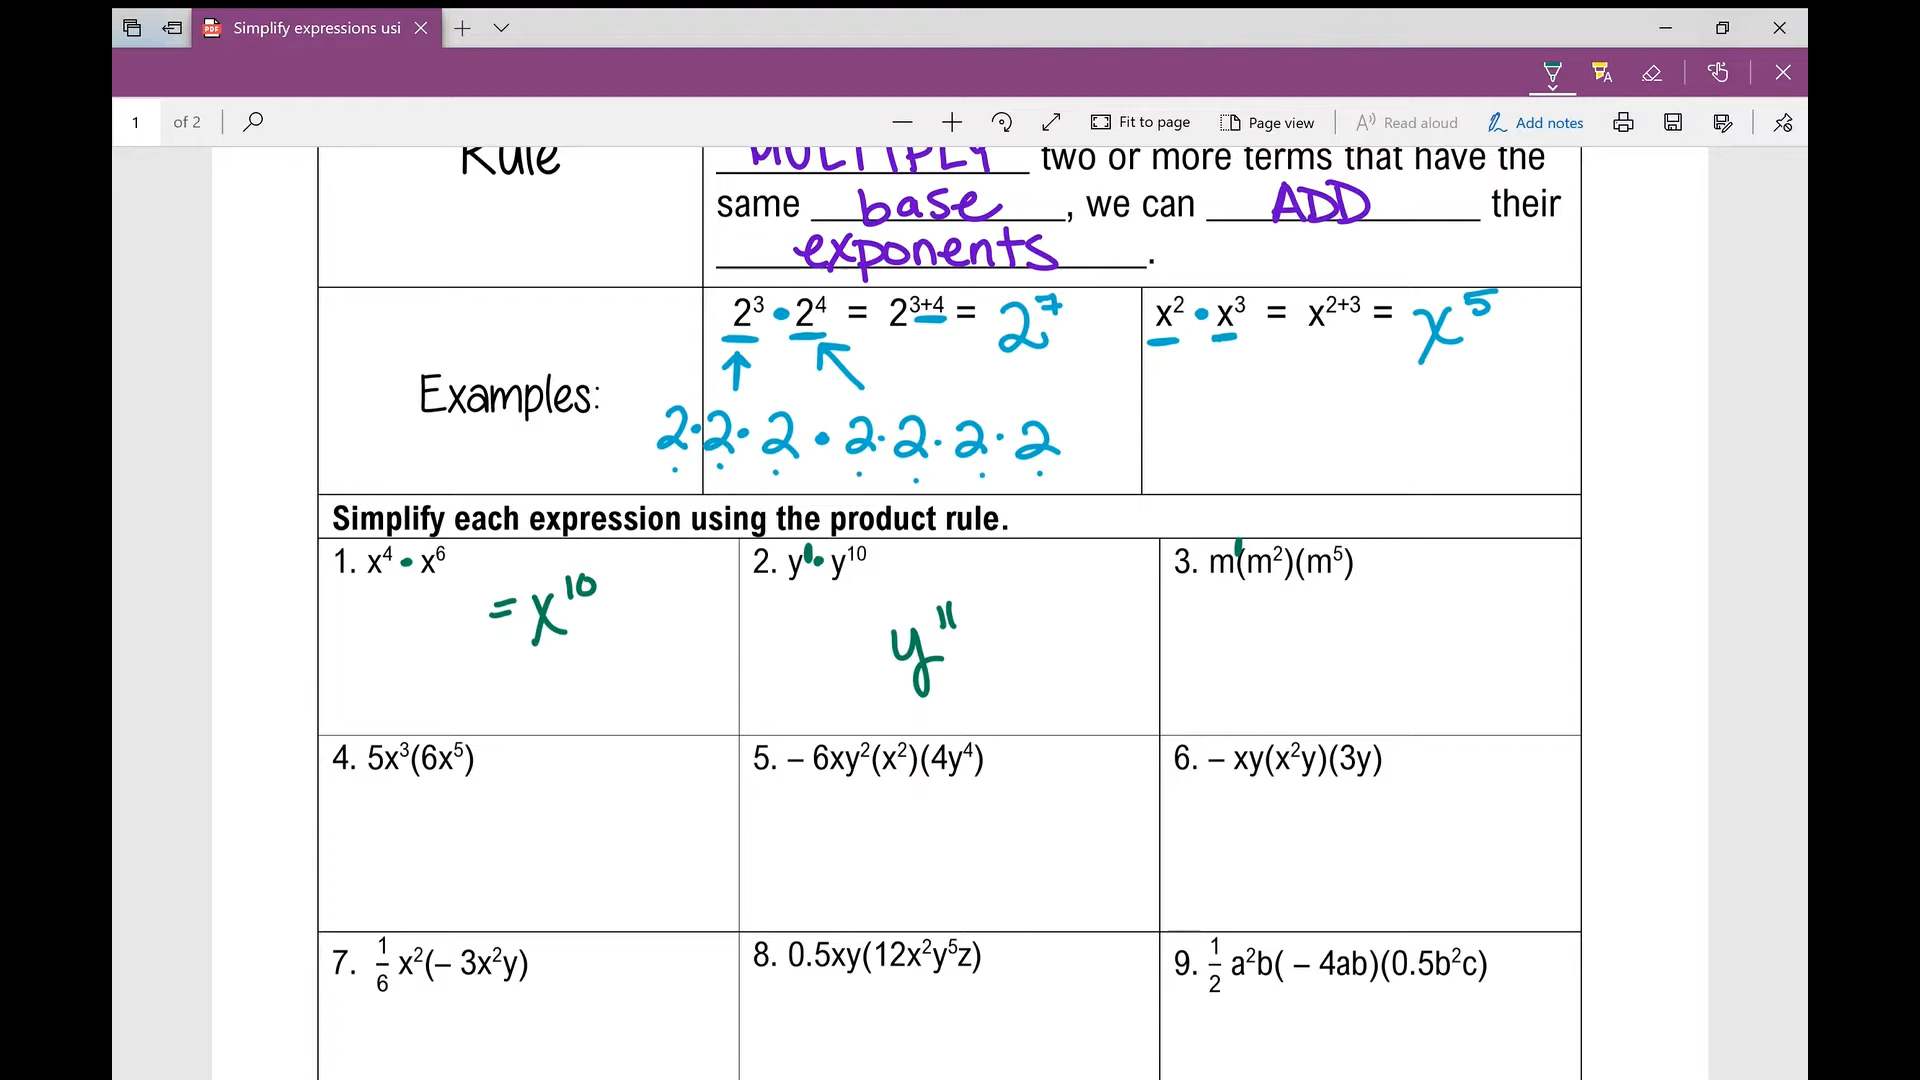 Simplify expressions usi
1 of 2 Fit to page Page view Read aloud Add notes
Rule
MULTIPLY two or more terms that have the
same base, we can ADD their
exponents.
Examples:
2³ • 2⁴ = 2³⁺⁴ = 2⁷
2·2·2·2·2·2·2
x² • x³ = x²⁺³ = x⁵
Simplify each expression using the product rule.
1. x⁴ • x⁶
= x¹⁰
2. y¹ • y¹⁰
y¹¹
3. m¹(m²)(m⁵)
4. 5x³(6x⁵)
5. – 6xy²(x²)(4y⁴)
6. – xy(x²y)(3y)
7. 1/6 x²(– 3x²y)
8. 0.5xy(12x²y⁵z)
9. 1/2 a²b( – 4ab)(0.5b²c)